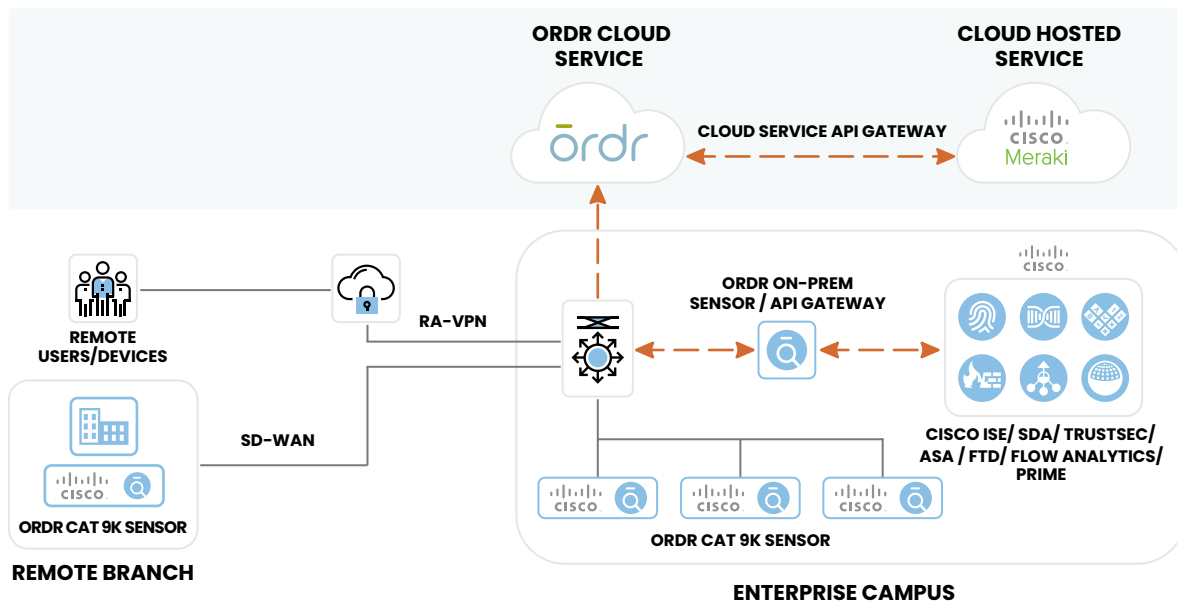 ORDR CLOUD
SERVICE
CLOUD HOSTED
SERVICE
ordr
CLOUD SERVICE API GATEWAY
CISCO
Meraki
REMOTE
USERS/DEVICES
RA-VPN
ORDR ON-PREM
SENSOR / API GATEWAY
CISCO
CISCO ISE/ SDA/ TRUSTSEC/
ASA / FTD/ FLOW ANALYTICS/
PRIME
SD-WAN
CISCO
ORDR CAT 9K SENSOR
REMOTE BRANCH
CISCO
CISCO
CISCO
ORDR CAT 9K SENSOR
ENTERPRISE CAMPUS